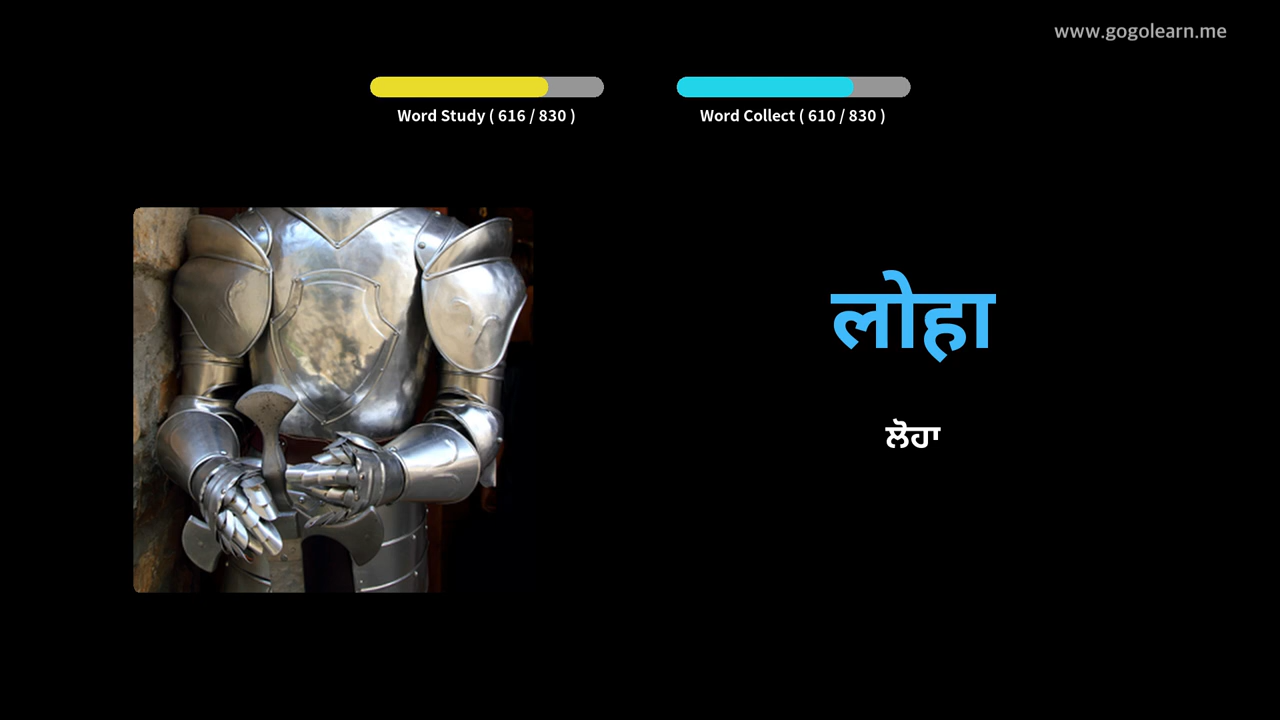 www.gogolearn.me
Word Study ( 616 / 830 )
Word Collect ( 610 / 830 )
लोहा
ਲੋਹਾ